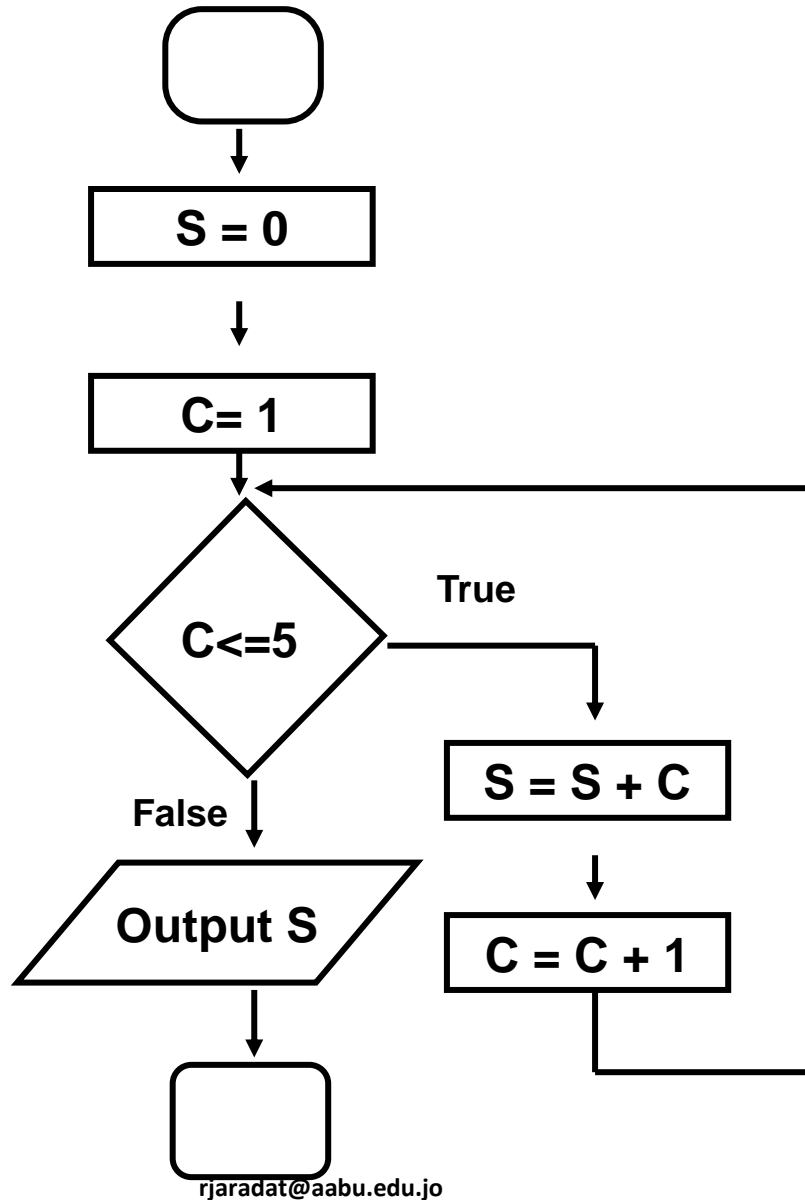 S = 0
C= 1
C<=5
True
False
S = S + C
Output S
C = C + 1
rjaradat@aabu.edu.jo